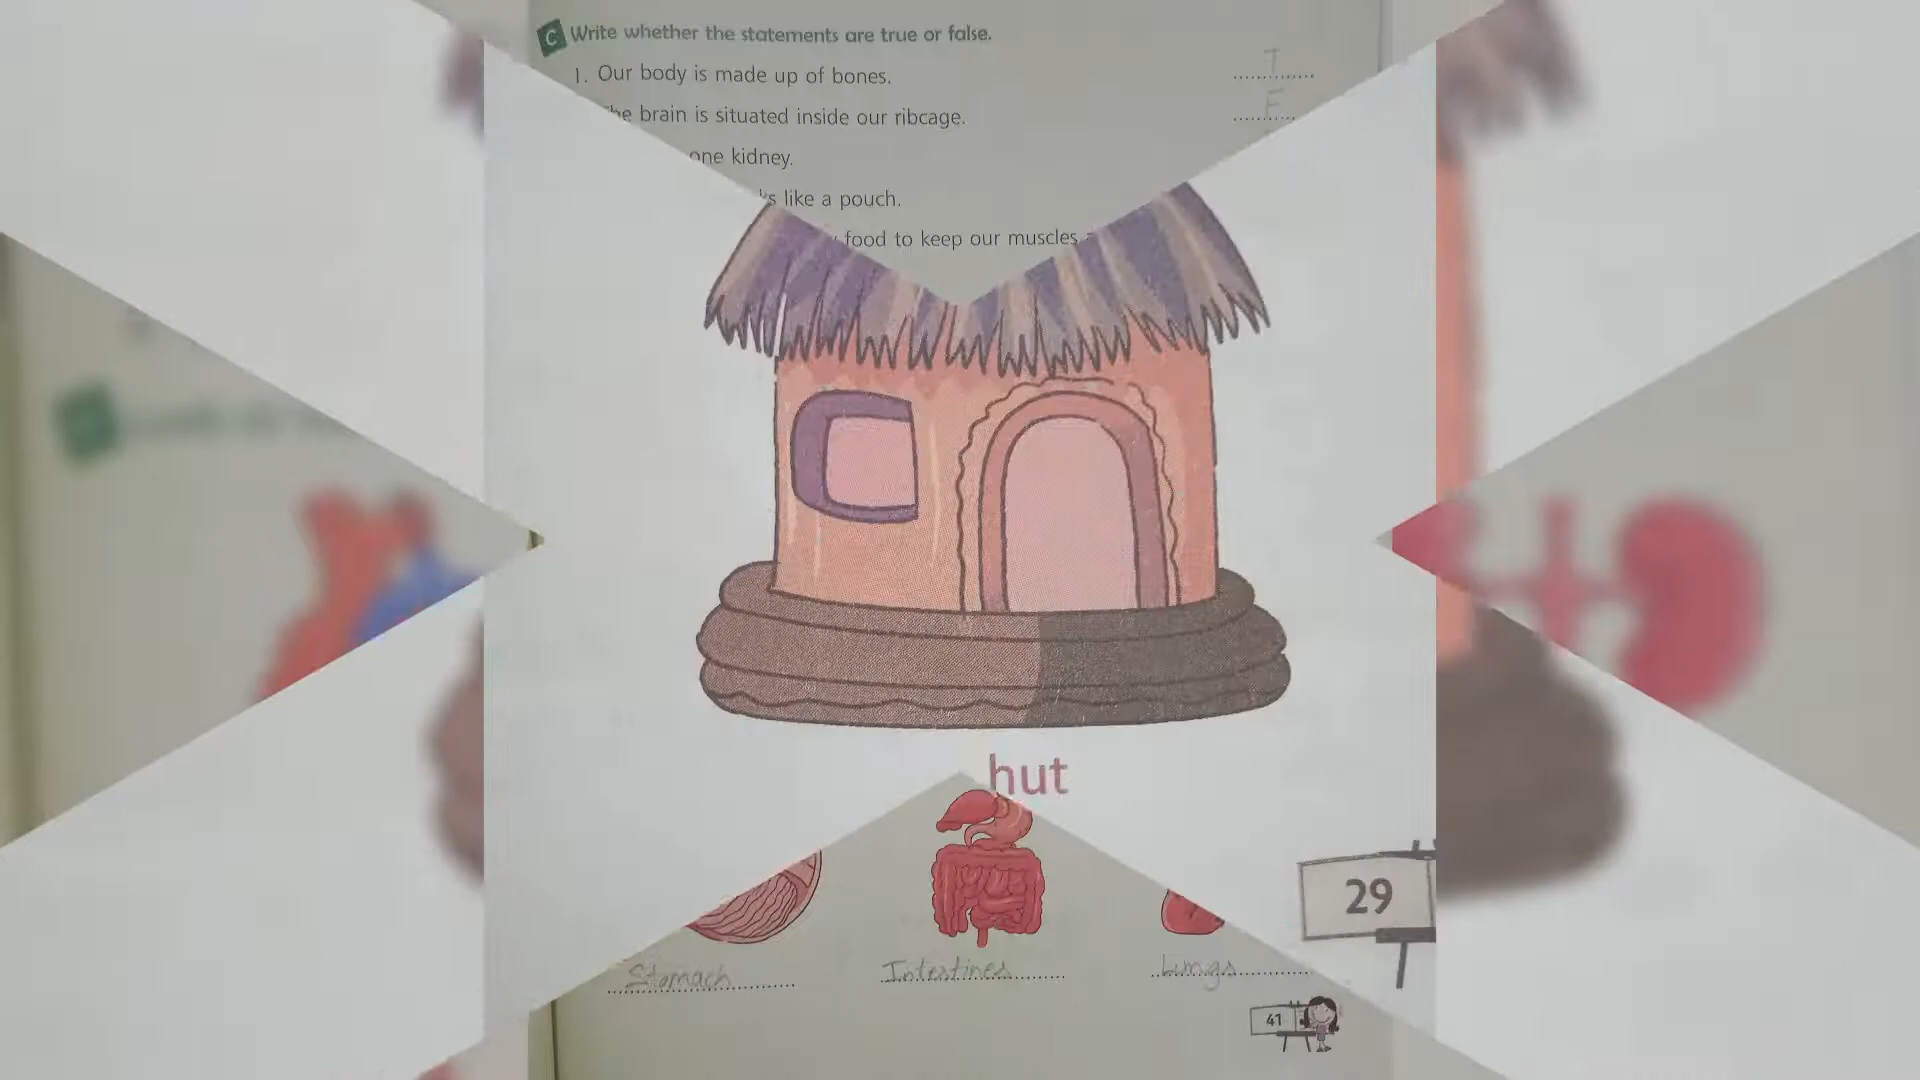 C Write whether the statements are true or false.
1. Our body is made up of bones. T
brain is situated inside our ribcage. F
one kidney.
like a pouch.
food to keep our muscles
hut
29
Stomach Intestines Lungs
41